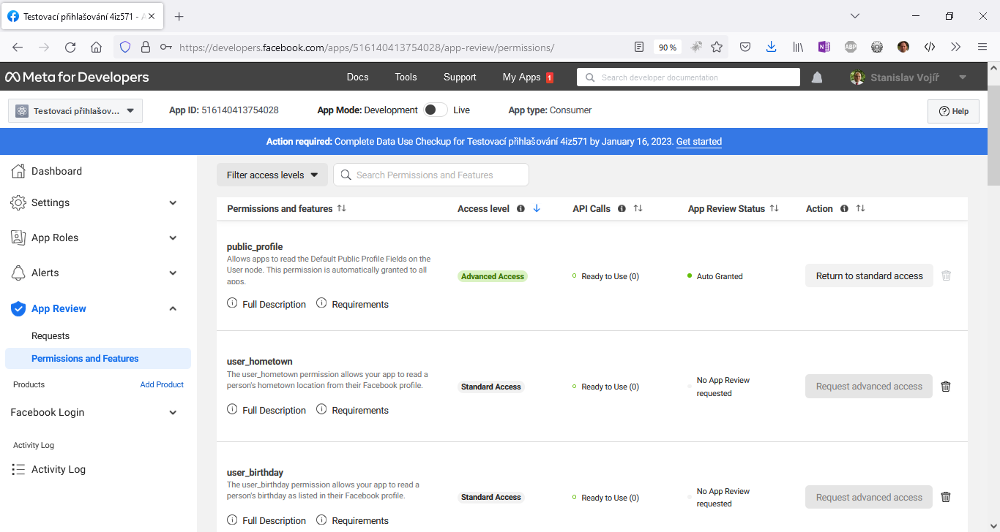 Testovací přihlašování 4iz571 - A
https://developers.facebook.com/apps/516140413754028/app-review/permissions/
90 %
ABP
Meta for Developers
Docs
Tools
Support
My Apps 1
Search developer documentation
Stanislav Vojíř
Testovací přihlašov...
App ID: 516140413754028
App Mode: Development
Live
App type: Consumer
Help
Action required: Complete Data Use Checkup for Testovací přihlašování 4iz571 by January 16, 2023. Get started
Dashboard
Settings
App Roles
Alerts
App Review
Requests
Permissions and Features
Products
Add Product
Facebook Login
Activity Log
Activity Log
Filter access levels
Search Permissions and Features
Permissions and features
Access level
API Calls
App Review Status
Action
public_profile
Allows apps to read the Default Public Profile Fields on the
User node. This permission is automatically granted to all
apps.
Full Description
Requirements
Advanced Access
Ready to Use (0)
Auto Granted
Return to standard access
user_hometown
The user_hometown permission allows your app to read a
person's hometown location from their Facebook profile.
Full Description
Requirements
Standard Access
Ready to Use (0)
No App Review
requested
Request advanced access
user_birthday
The user_birthday permission allows your app to read a
person's birthday as listed in their Facebook profile.
Full Description
Requirements
Standard Access
Ready to Use (0)
No App Review
requested
Request advanced access